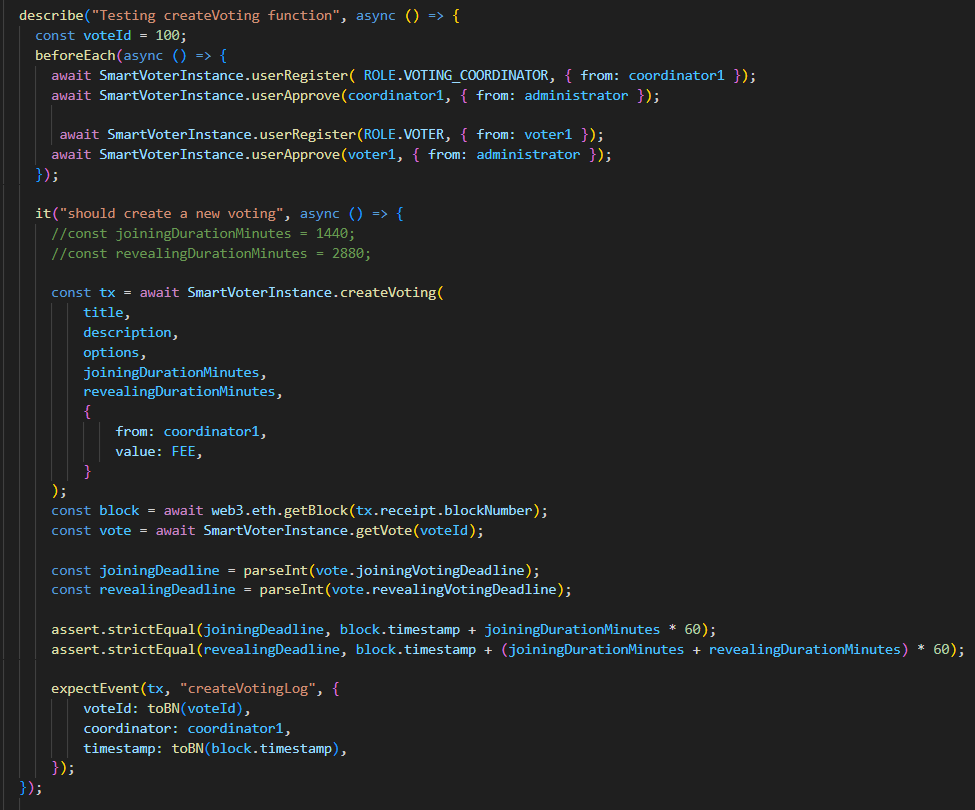 describe("Testing createVoting function", async () => {
  const voteId = 100;
  beforeEach(async () => {
    await SmartVoterInstance.userRegister( ROLE.VOTING_COORDINATOR, { from: coordinator1 });
    await SmartVoterInstance.userApprove(coordinator1, { from: administrator });

     await SmartVoterInstance.userRegister(ROLE.VOTER, { from: voter1 });
    await SmartVoterInstance.userApprove(voter1, { from: administrator });
  });

  it("should create a new voting", async () => {
    //const joiningDurationMinutes = 1440;
    //const revealingDurationMinutes = 2880;

    const tx = await SmartVoterInstance.createVoting(
        title,
        description,
        options,
        joiningDurationMinutes,
        revealingDurationMinutes,
        {
            from: coordinator1,
            value: FEE,
        }
    );
    const block = await web3.eth.getBlock(tx.receipt.blockNumber);
    const vote = await SmartVoterInstance.getVote(voteId);

    const joiningDeadline = parseInt(vote.joiningVotingDeadline);
    const revealingDeadline = parseInt(vote.revealingVotingDeadline);

    assert.strictEqual(joiningDeadline, block.timestamp + joiningDurationMinutes * 60);
    assert.strictEqual(revealingDeadline, block.timestamp + (joiningDurationMinutes + revealingDurationMinutes) * 60);

    expectEvent(tx, "createVotingLog", {
        voteId: toBN(voteId),
        coordinator: coordinator1,
        timestamp: toBN(block.timestamp),
    });
});